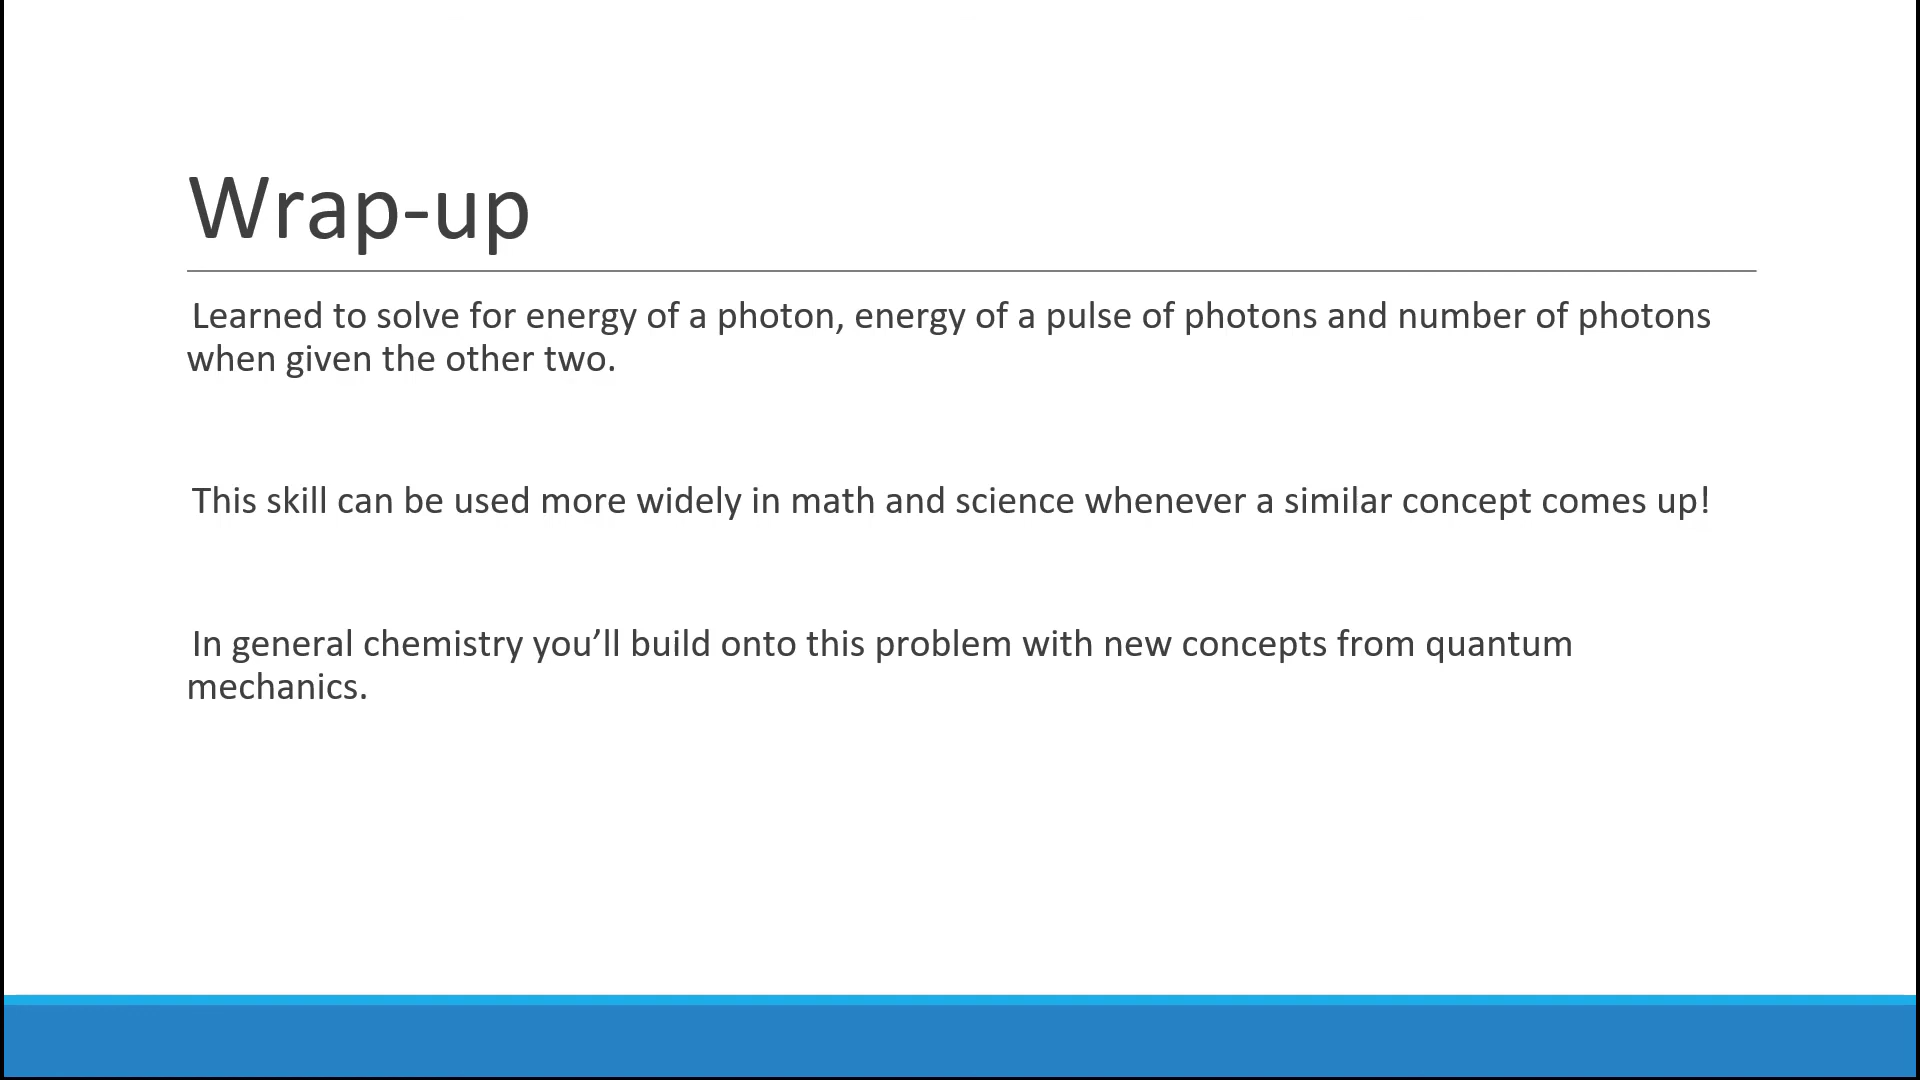 Wrap-up
Learned to solve for energy of a photon, energy of a pulse of photons and number of photons
when given the other two.
This skill can be used more widely in math and science whenever a similar concept comes up!
In general chemistry you’ll build onto this problem with new concepts from quantum
mechanics.